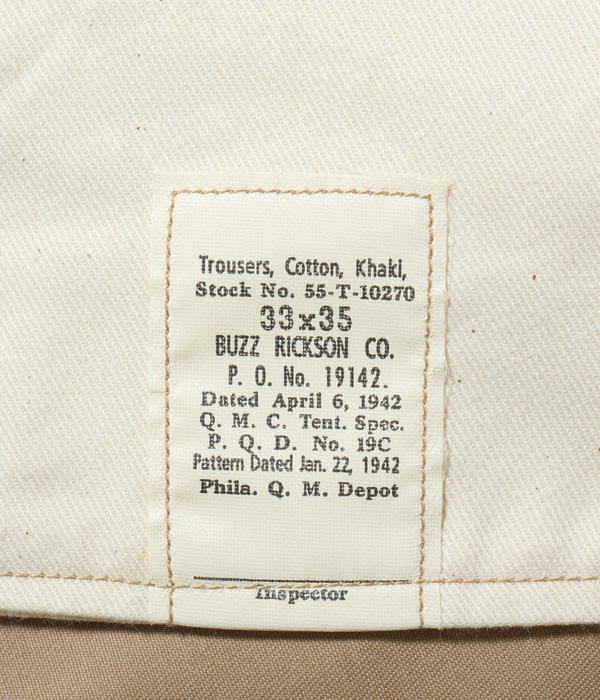 Trousers, Cotton, Khaki,
Stock No. 55-T-10270
33x35
BUZZ RICKSON CO.
P. O. No. 19142.
Dated April 6, 1942
Q. M. C. Tent. Spec.
P. Q. D. No. 19C
Pattern Dated Jan. 22, 1942
Phila. Q. M. Depot
Inspector